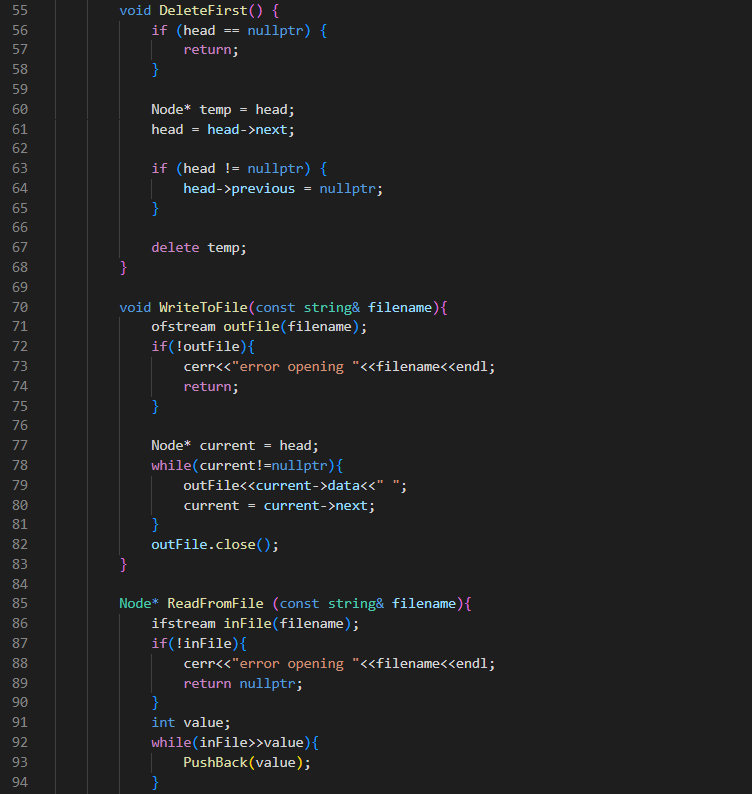 55 void DeleteFirst() {
56 if (head == nullptr) {
57 return;
58 }
59
60 Node* temp = head;
61 head = head->next;
62
63 if (head != nullptr) {
64 head->previous = nullptr;
65 }
66
67 delete temp;
68 }
69
70 void WriteToFile(const string& filename){
71 ofstream outFile(filename);
72 if(!outFile){
73 cerr<<"error opening "<<filename<<endl;
74 return;
75 }
76
77 Node* current = head;
78 while(current!=nullptr){
79 outFile<<current->data<<" ";
80 current = current->next;
81 }
82 outFile.close();
83 }
84
85 Node* ReadFromFile (const string& filename){
86 ifstream inFile(filename);
87 if(!inFile){
88 cerr<<"error opening "<<filename<<endl;
89 return nullptr;
90 }
91 int value;
92 while(inFile>>value){
93 PushBack(value);
94 }